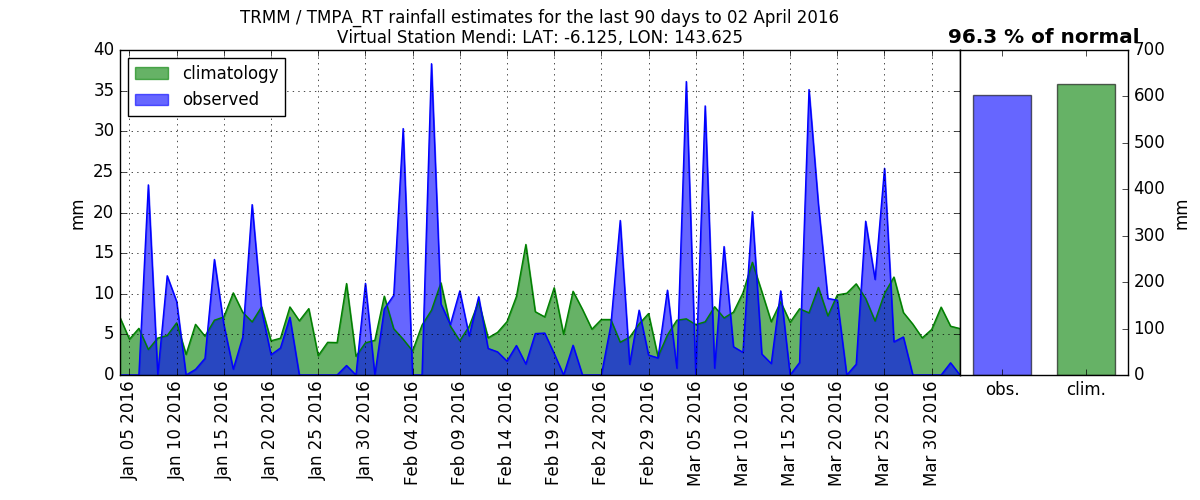 TRMM / TMPA_RT rainfall estimates for the last 90 days to 02 April 2016
Virtual Station Mendi: LAT: -6.125, LON: 143.625
96.3 % of normal
climatology
observed
mm
40
35
30
25
20
15
10
5
0
Jan 05 2016
Jan 10 2016
Jan 15 2016
Jan 20 2016
Jan 25 2016
Jan 30 2016
Feb 04 2016
Feb 09 2016
Feb 14 2016
Feb 19 2016
Feb 24 2016
Feb 29 2016
Mar 05 2016
Mar 10 2016
Mar 15 2016
Mar 20 2016
Mar 25 2016
Mar 30 2016
obs.
clim.
700
600
500
400
300
200
100
0
mm